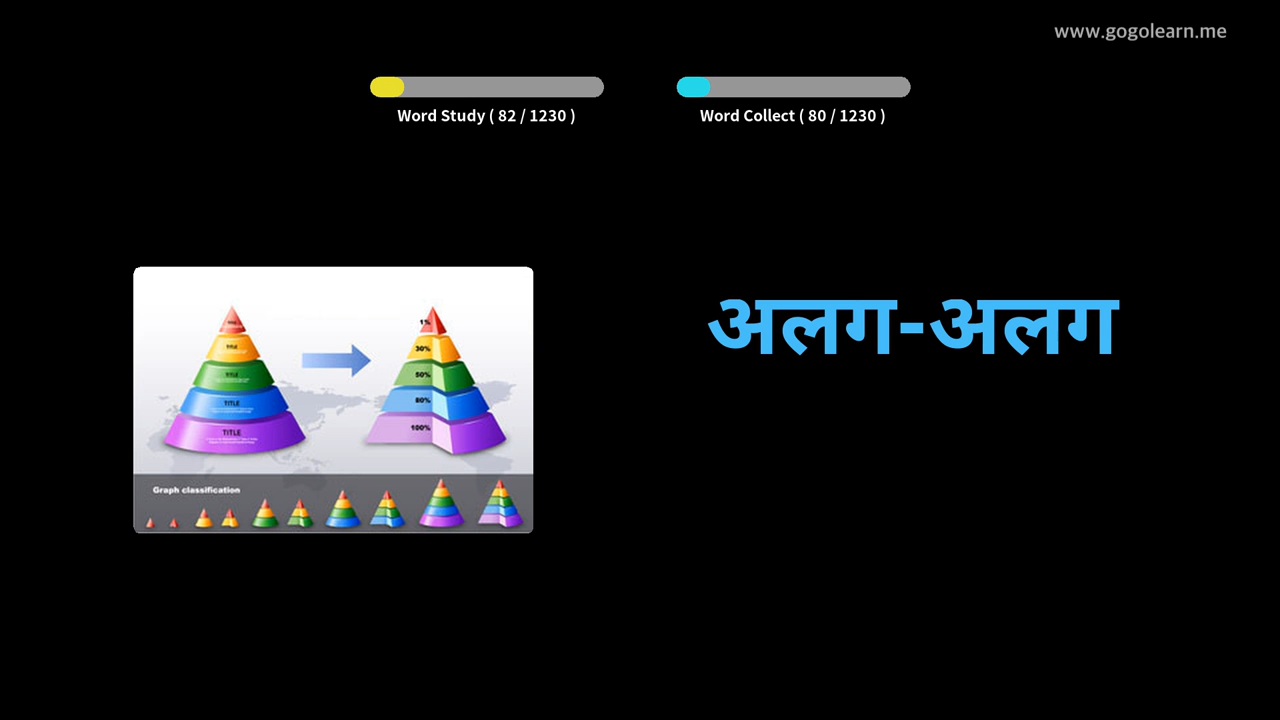 www.gogolearn.me
Word Study ( 82 / 1230 )
Word Collect ( 80 / 1230 )
अलग-अलग
TITLE
TITLE
TITLE
TITLE
1%
30%
50%
80%
100%
Graph classification